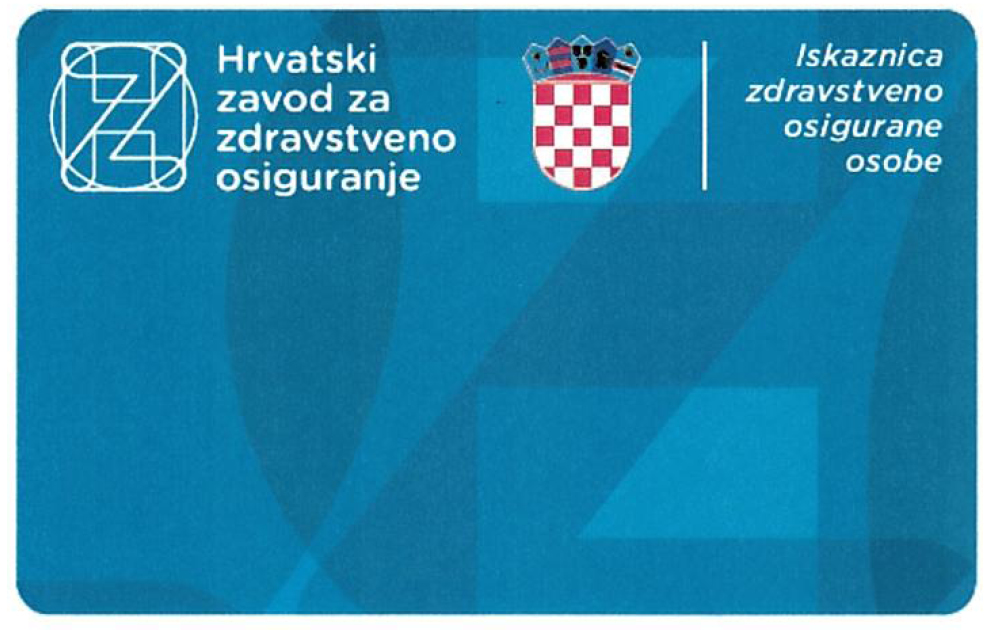 Hrvatski
zavod za
zdravstveno
osiguranje
Iskaznica
zdravstveno
osigurane
osobe